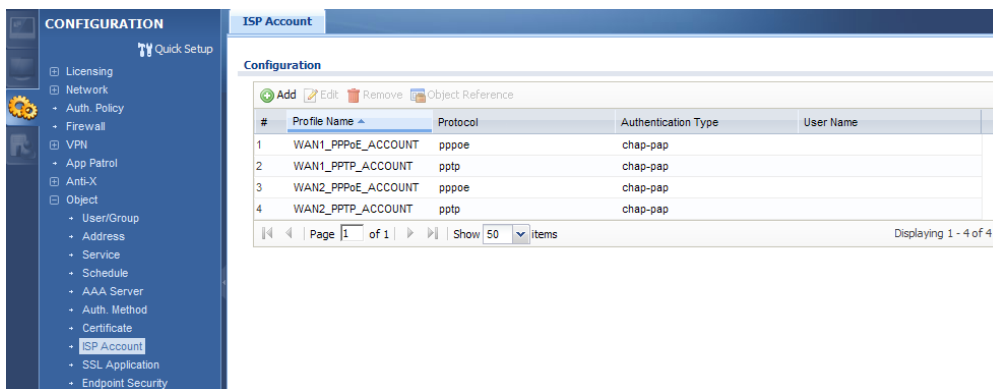 CONFIGURATION
Quick Setup
Licensing
Network
Auth. Policy
Firewall
VPN
App Patrol
Anti-X
Object
User/Group
Address
Service
Schedule
AAA Server
Auth. Method
Certificate
ISP Account
SSL Application
Endpoint Security
ISP Account
Configuration
Add Edit Remove Object Reference
# Profile Name Protocol Authentication Type User Name
1 WAN1_PPPoE_ACCOUNT pppoe chap-pap
2 WAN1_PPTP_ACCOUNT pptp chap-pap
3 WAN2_PPPoE_ACCOUNT pppoe chap-pap
4 WAN2_PPTP_ACCOUNT pptp chap-pap
Page 1 of 1 Show 50 items Displaying 1 - 4 of 4